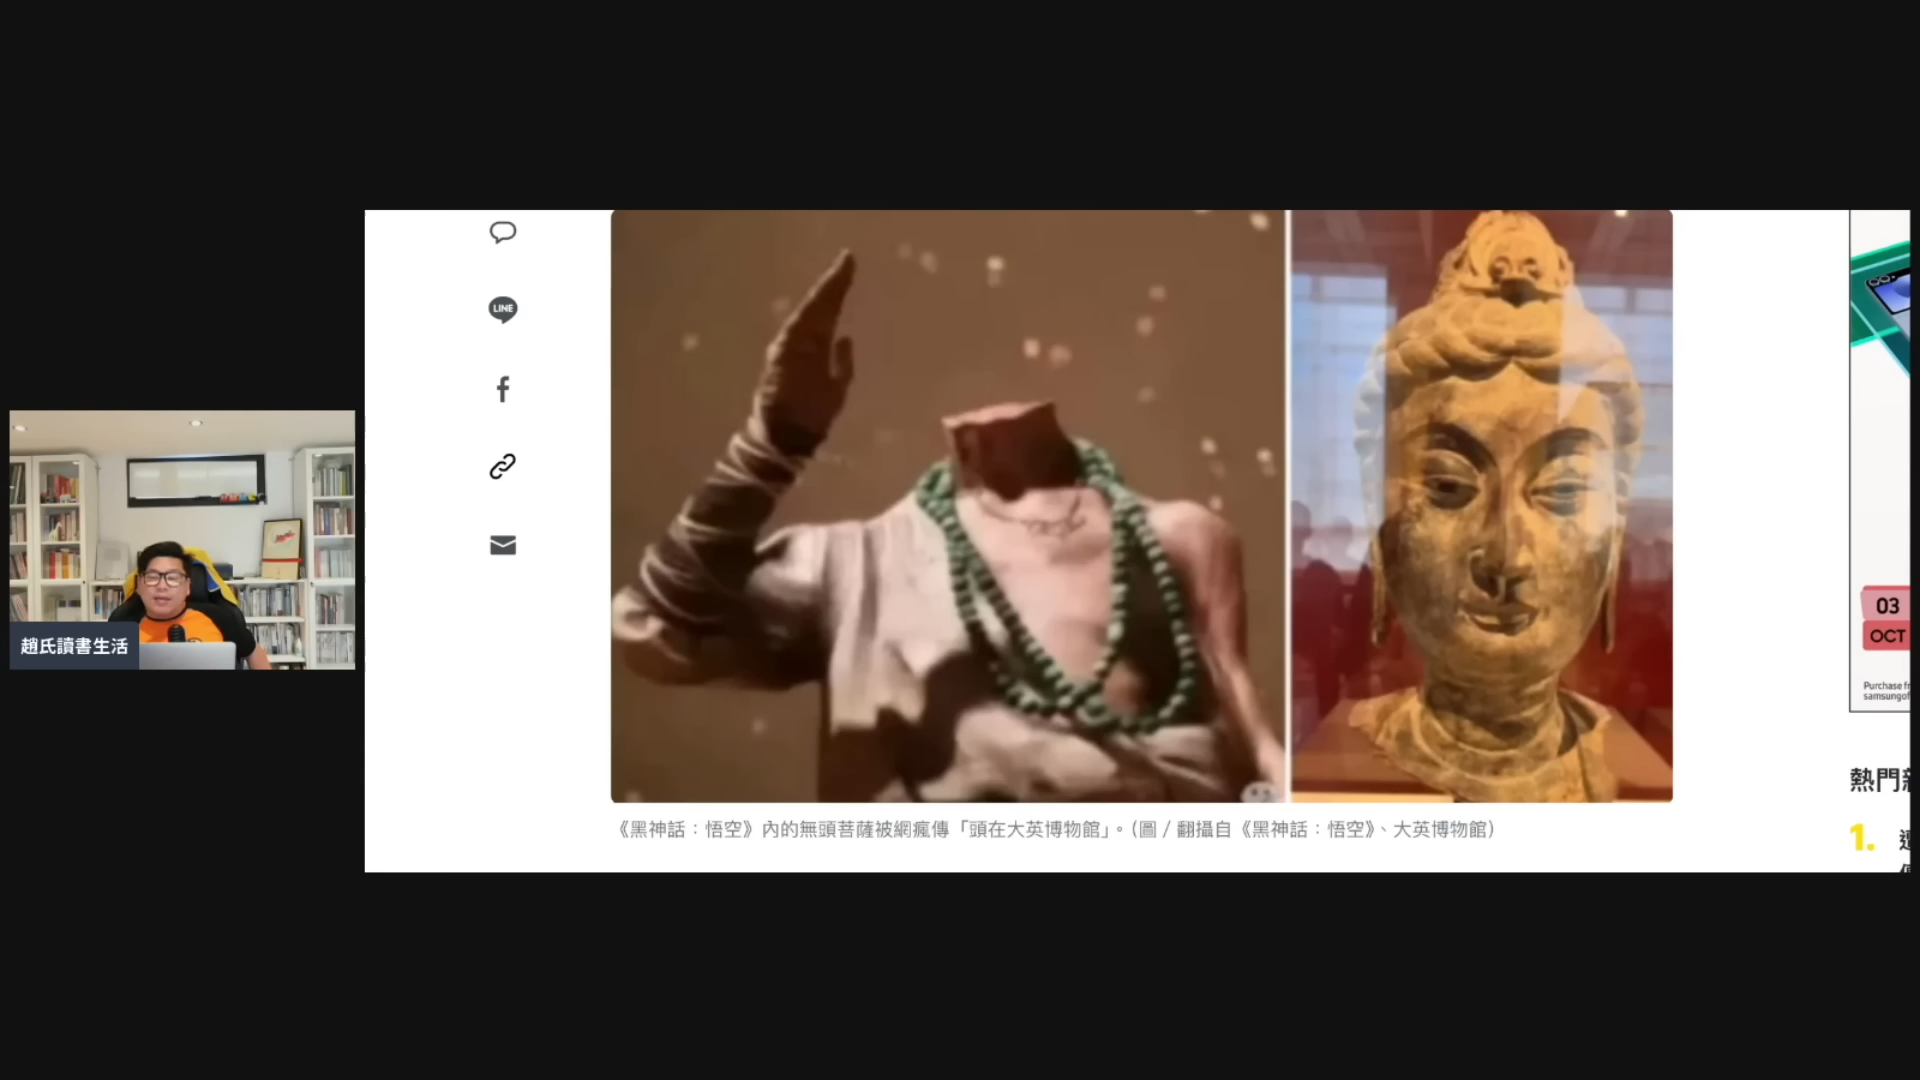 趙氏讀書生活
LINE
《黑神話：悟空》內的無頭菩薩被網瘋傳「頭在大英博物館」。（圖 / 翻攝自《黑神話：悟空》、大英博物館）
03
OCT
Purchase
熱門
1.